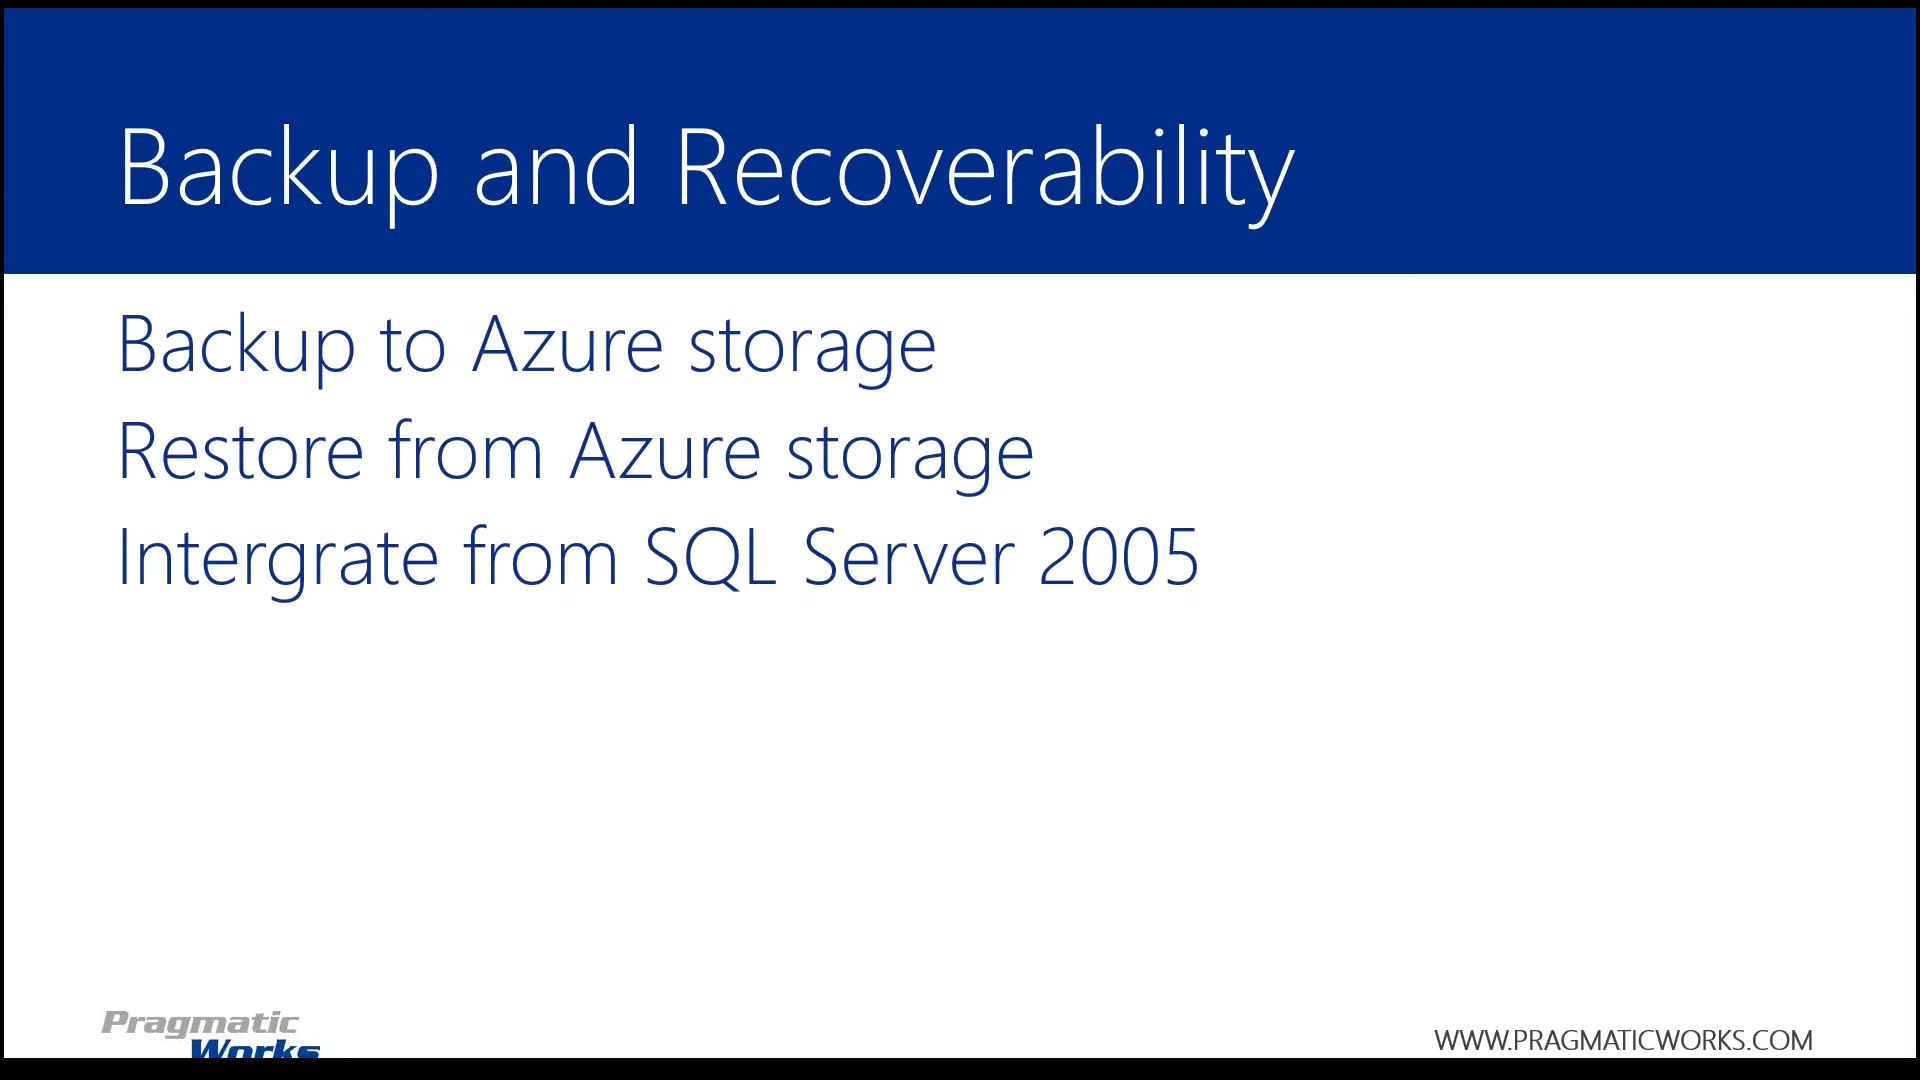 Backup and Recoverability
Backup to Azure storage
Restore from Azure storage
Intergrate from SQL Server 2005
Pragmatic
Works
WWW.PRAGMATICWORKS.COM